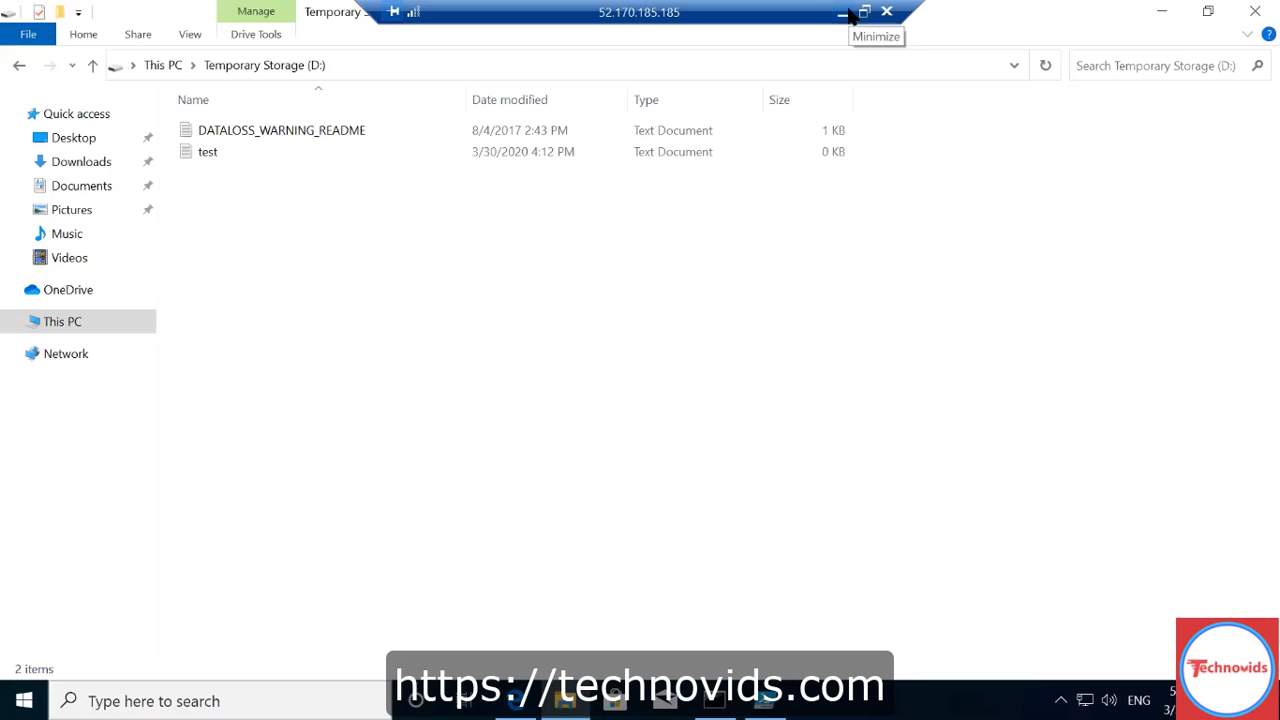 Manage
Temporary
52.170.185.185
Minimize
File
Home
Share
View
Drive Tools
This PC
Temporary Storage (D:)
Search Temporary Storage (D:)
Name
Date modified
Type
Size
DATALOSS_WARNING_README
8/4/2017 2:43 PM
Text Document
1 KB
test
3/30/2020 4:12 PM
Text Document
0 KB
Quick access
Desktop
Downloads
Documents
Pictures
Music
Videos
OneDrive
This PC
Network
2 items
https://technovids.com
Type here to search
ENG
Technovids